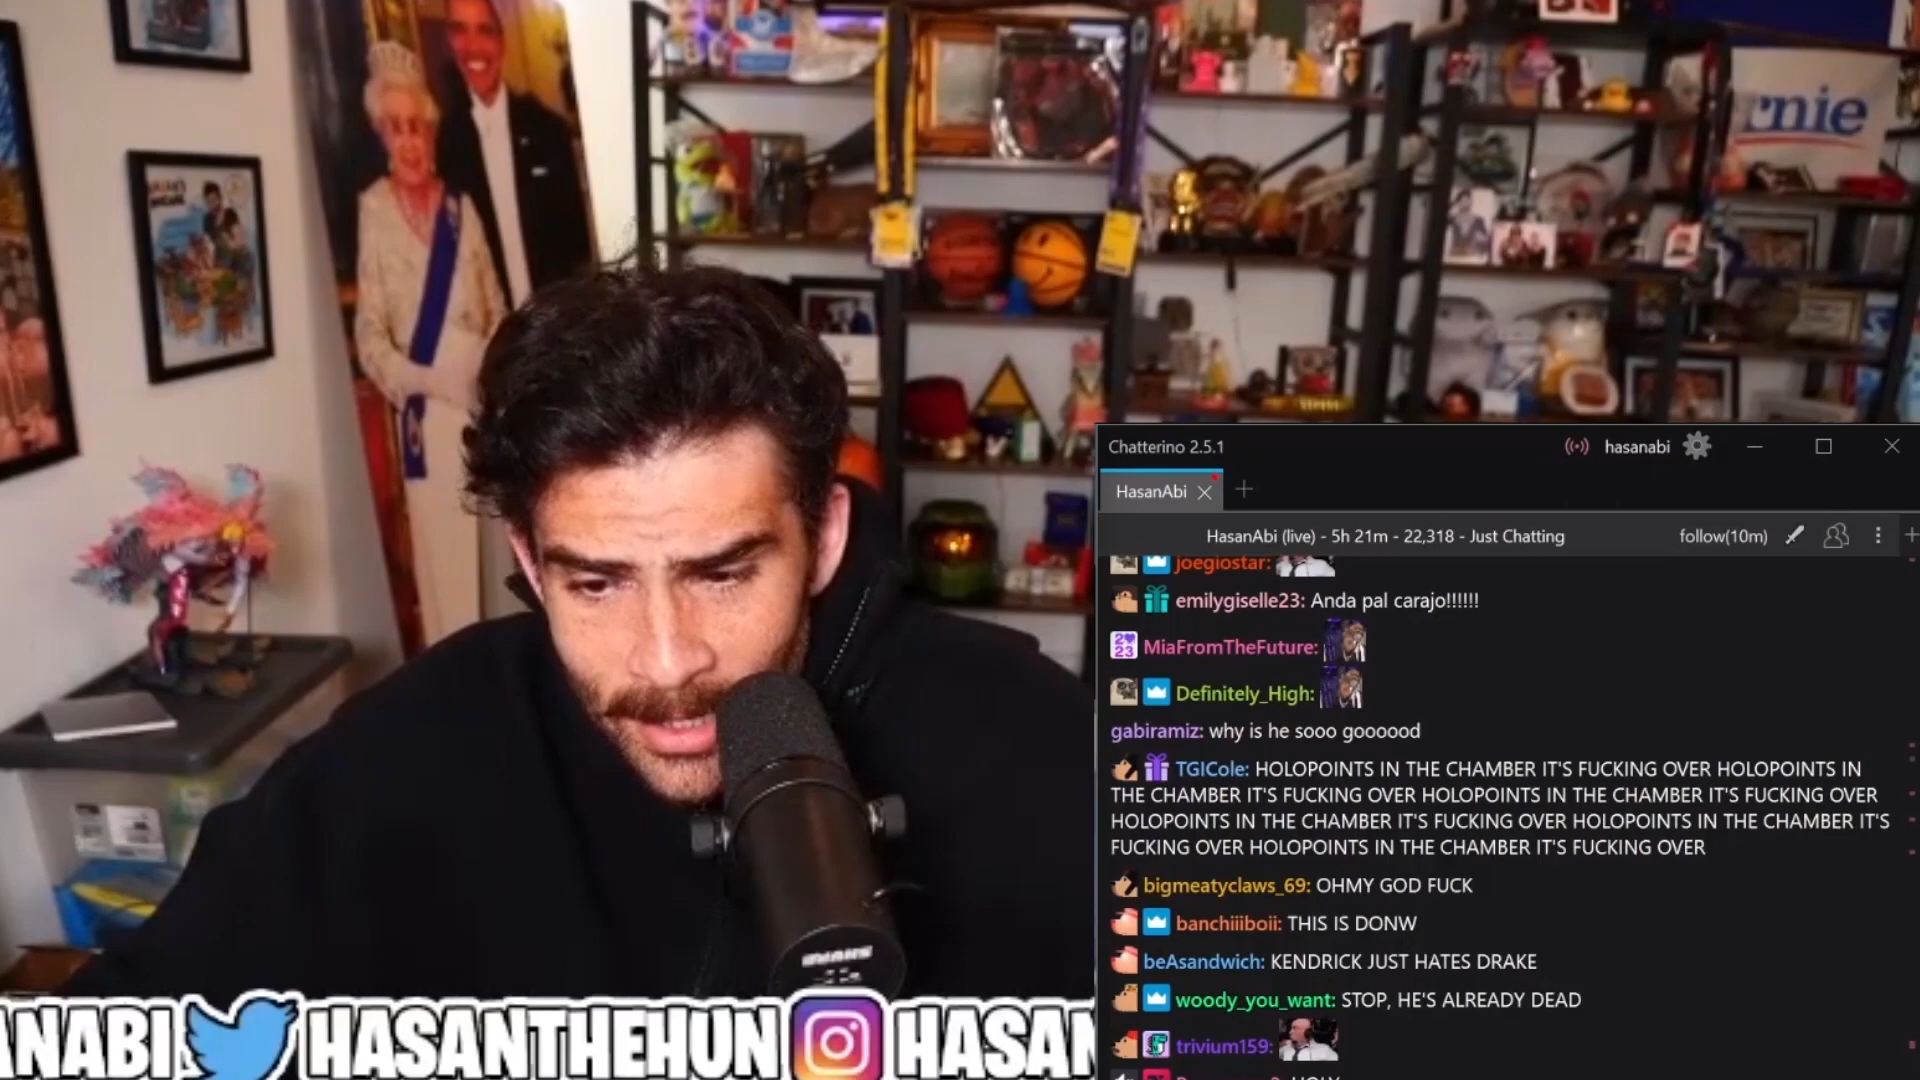 rnie
Chatterino 2.5.1
hasanabi
HasanAbi
HasanAbi (live) - 5h 21m - 22,318 - Just Chatting
follow(10m)
joegiostar:
emilygiselle23: Anda pal carajo!!!!!!
2 23 MiaFromTheFuture:
Definitely_High:
gabiramiz: why is he sooo goooood
TGICole: HOLOPOINTS IN THE CHAMBER IT'S FUCKING OVER HOLOPOINTS IN
THE CHAMBER IT'S FUCKING OVER HOLOPOINTS IN THE CHAMBER IT'S FUCKING OVER
HOLOPOINTS IN THE CHAMBER IT'S FUCKING OVER HOLOPOINTS IN THE CHAMBER IT'S
FUCKING OVER HOLOPOINTS IN THE CHAMBER IT'S FUCKING OVER
bigmeatyclaws_69: OHMY GOD FUCK
banchiiiboii: THIS IS DONW
beAsandwich: KENDRICK JUST HATES DRAKE
woody_you_want: STOP, HE'S ALREADY DEAD
trivium159:
ANABI HASANTHEHUN HASAN